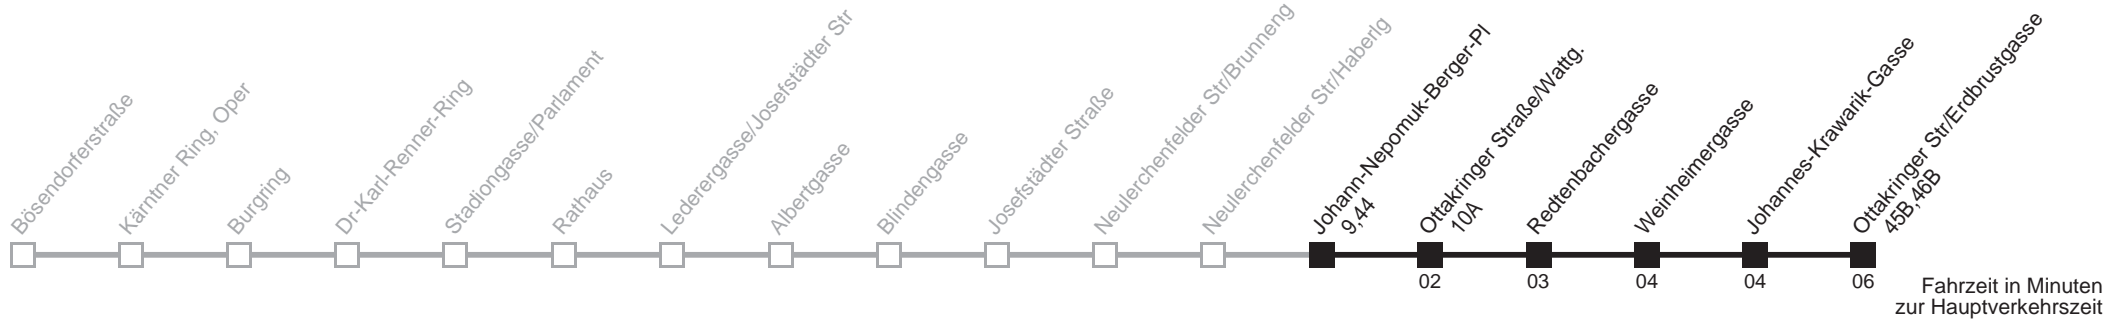 Bösendorferstraße
Kärntner Ring, Oper
Burgring
Dr-Karl-Renner-Ring
Stadiongasse/Parlament
Rathaus
Lederergasse/Josefstädter Str
Albertgasse
Blindengasse
Josefstädter Straße
Neulerchenfelder Str/Brunneng
Neulerchenfelder Str/Haberlg
Johann-Nepomuk-Berger-Pl
9,44
Ottakringer Straße/Wattg.
10A
Redtenbachergasse
Weinheimergasse
Johannes-Krawarik-Gasse
Ottakringer Str/Erdbrustgasse
45B,46B
02
03
04
04
06
Fahrzeit in Minuten
zur Hauptverkehrszeit